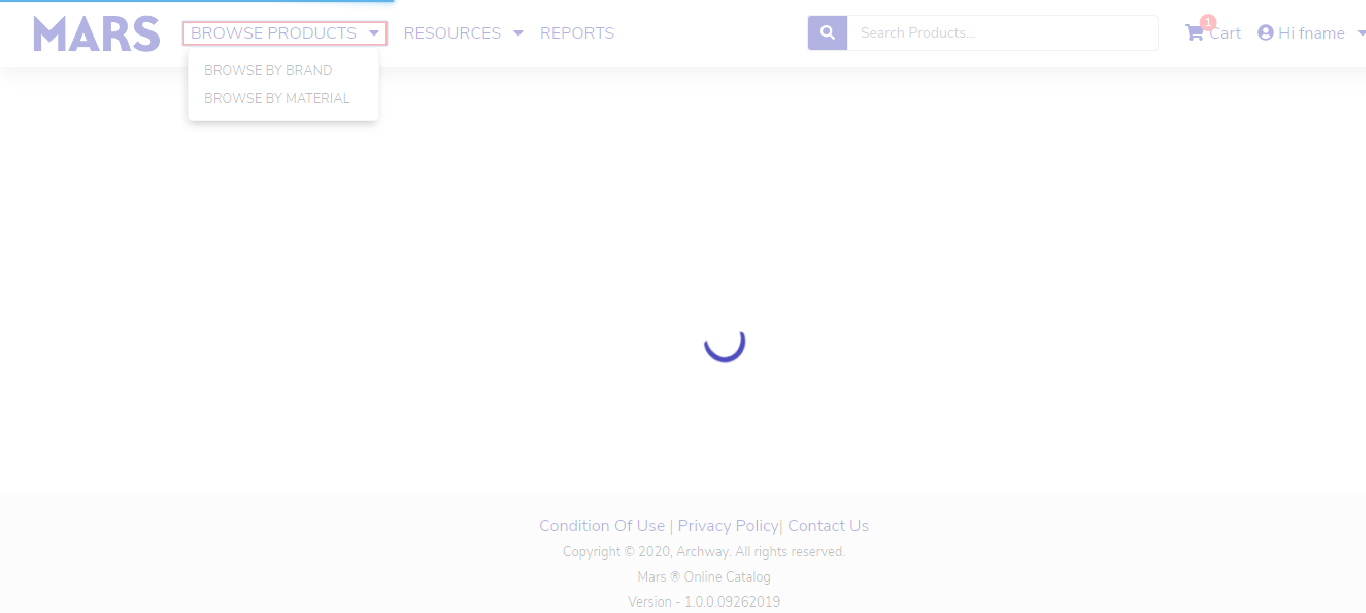 MARS BROWSE PRODUCTS RESOURCES REPORTS Search Products... 1 Cart Hi fname
BROWSE BY BRAND
BROWSE BY MATERIAL
Condition Of Use | Privacy Policy| Contact Us
Copyright © 2020, Archway. All rights reserved.
Mars ® Online Catalog
Version - 1.0.0.09262019